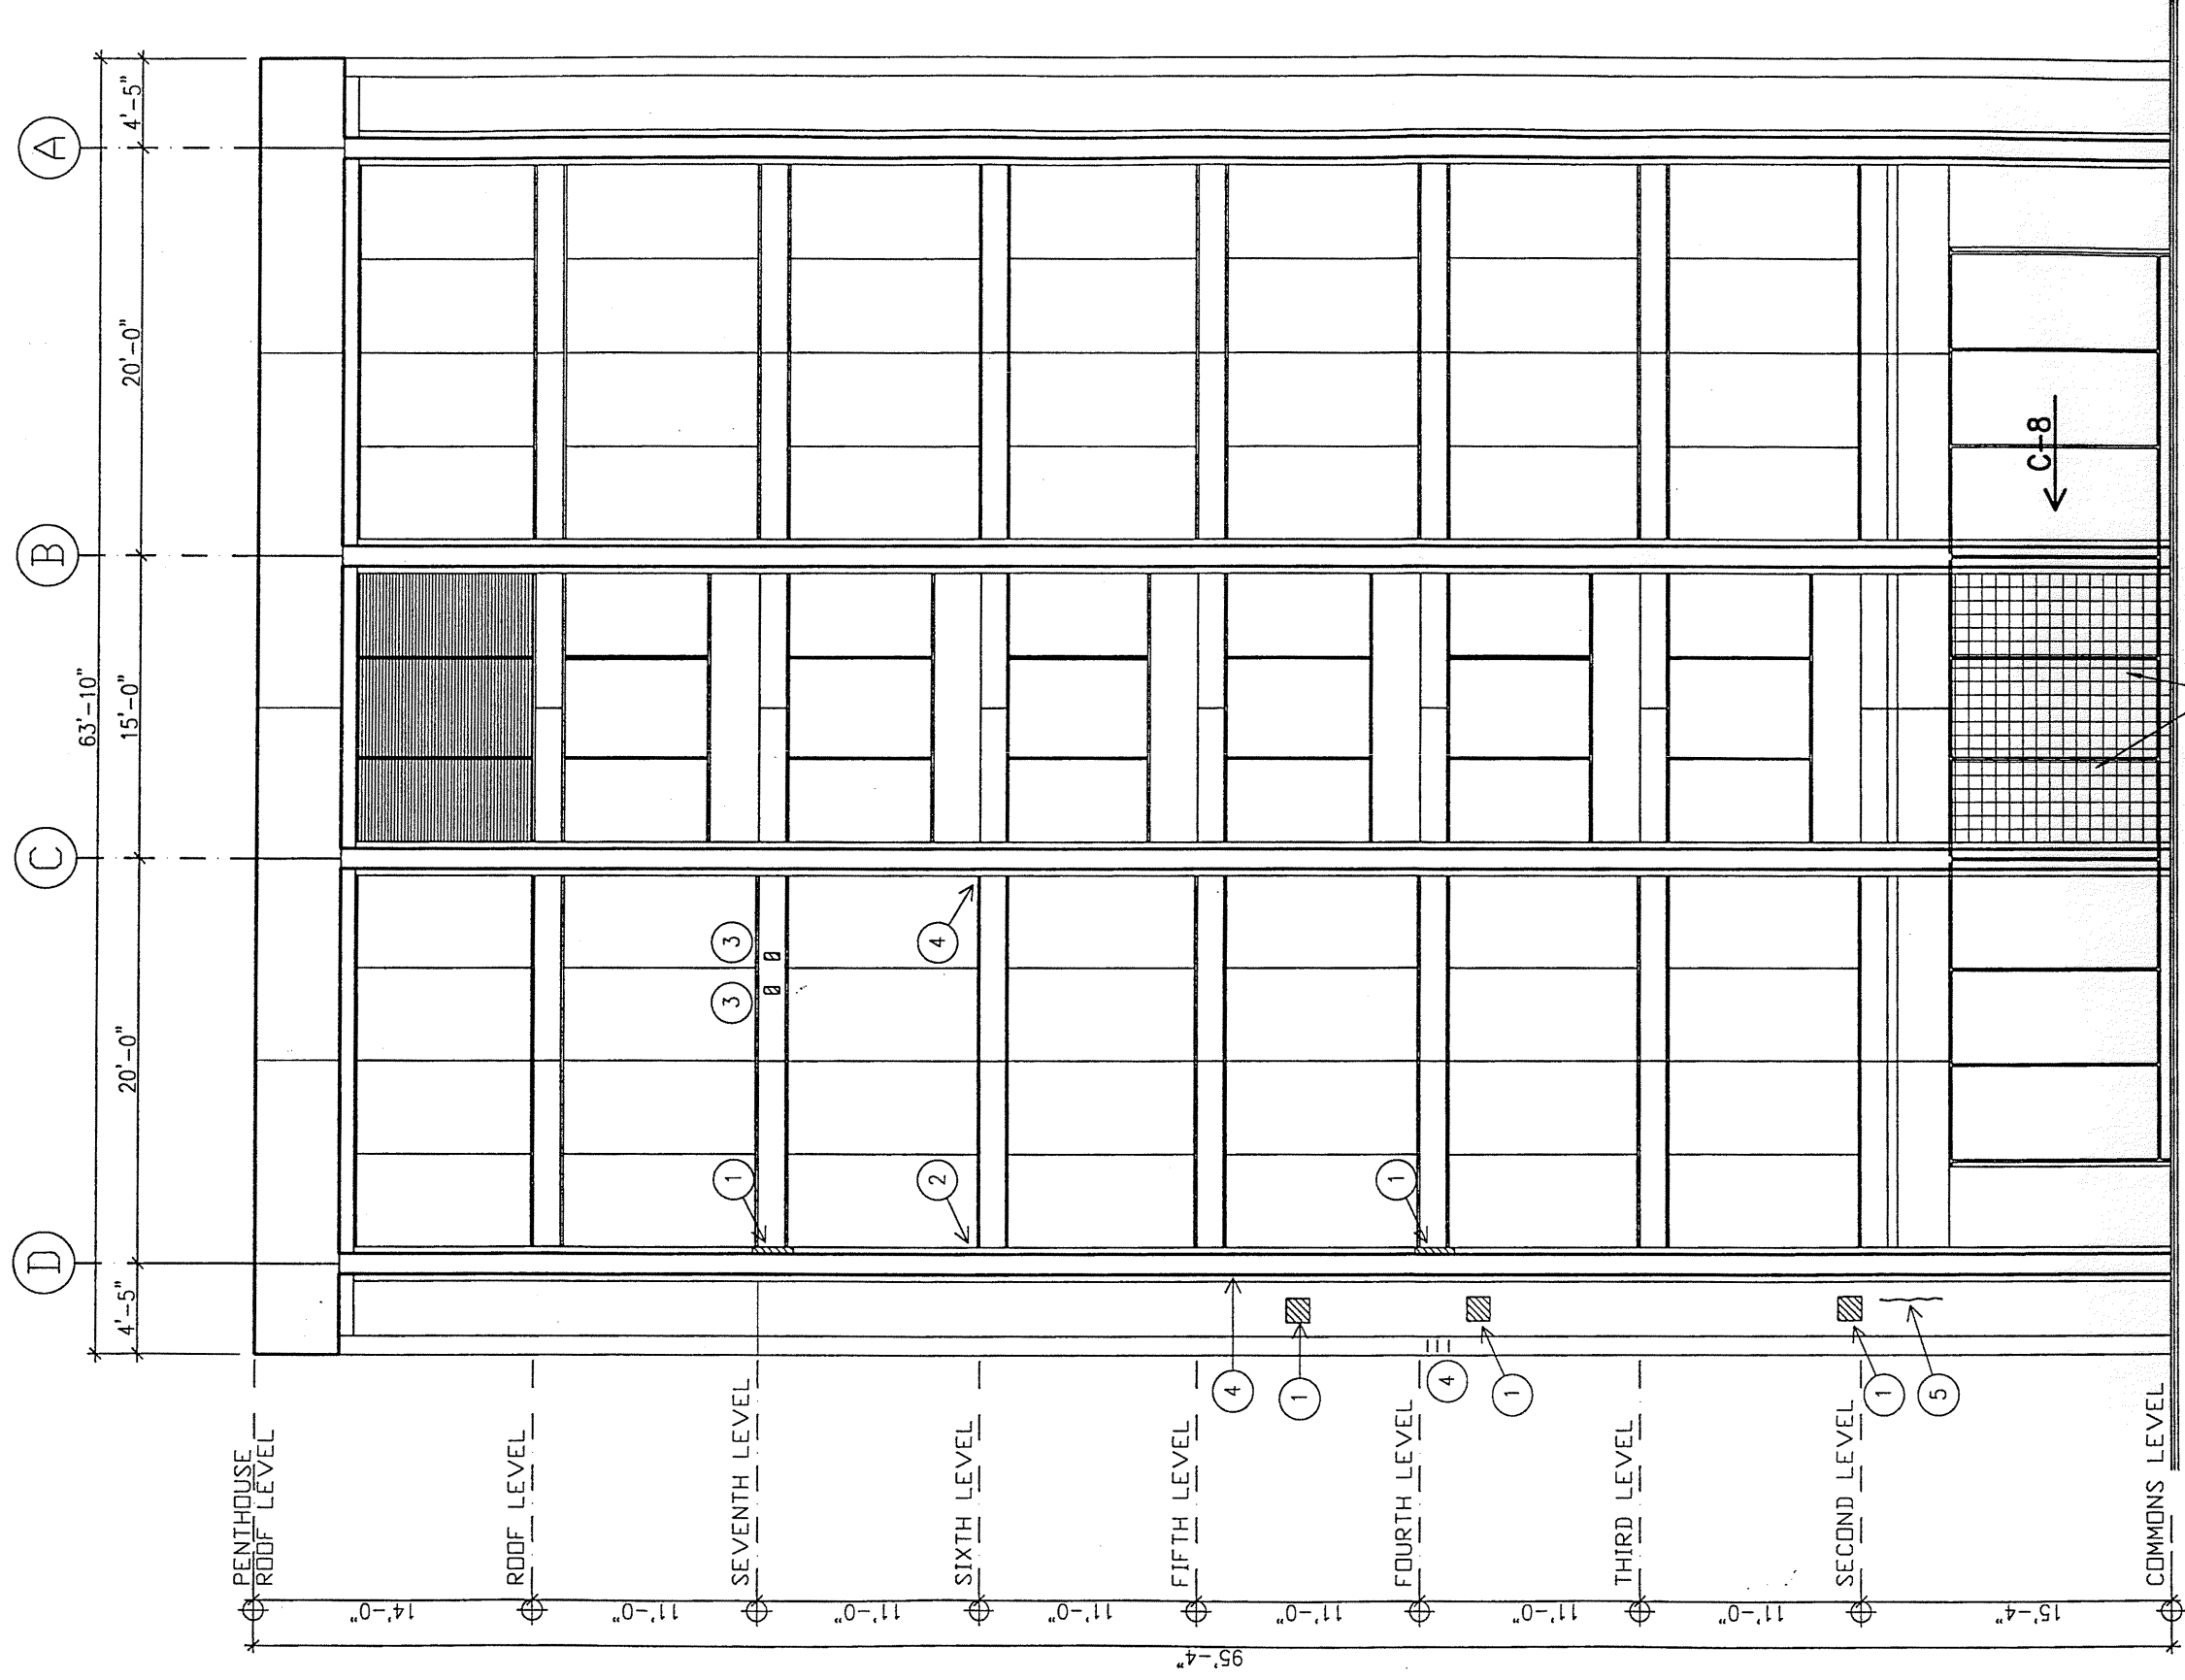 A
B
C
D
4'-5"
20'-0"
15'-0"
20'-0"
4'-5"
63'-10"
PENTHOUSE
ROOF LEVEL
ROOF LEVEL
SEVENTH LEVEL
SIXTH LEVEL
FIFTH LEVEL
FOURTH LEVEL
THIRD LEVEL
SECOND LEVEL
COMMONS LEVEL
14'-0"
11'-0"
11'-0"
11'-0"
11'-0"
11'-0"
11'-0"
15'-4"
95'-4"
C-8
3
3
4
1
2
1
4
1
4
1
1
5